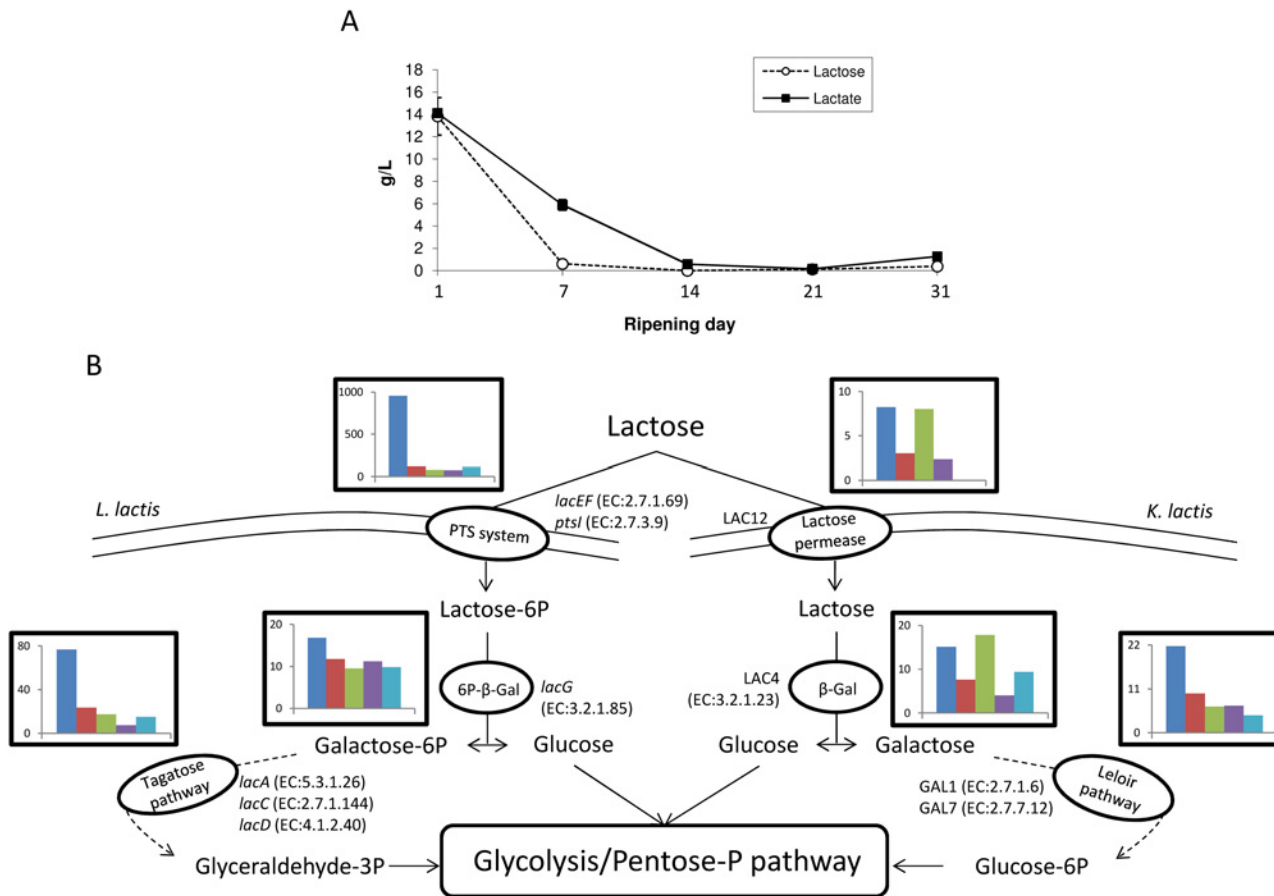 A
18
16
14
12
10
8
6
4
2
0
g/L
1 7 14 21 31
Ripening day
Lactose
Lactate
B
1000
500
0
10
5
0
Lactose
L. lactis
K. lactis
lacEF (EC:2.7.1.69)
ptsI (EC:2.7.3.9)
PTS system
LAC12
Lactose
permease
Lactose-6P
Lactose
80
40
0
20
10
0
20
10
0
22
11
0
6P-β-Gal
lacG
(EC:3.2.1.85)
LAC4
(EC:3.2.1.23)
β-Gal
Galactose-6P
Glucose
Glucose
Galactose
Tagatose
pathway
lacA (EC:5.3.1.26)
lacC (EC:2.7.1.144)
lacD (EC:4.1.2.40)
GAL1 (EC:2.7.1.6)
GAL7 (EC:2.7.7.12)
Leloir
pathway
Glyceraldehyde-3P
Glycolysis/Pentose-P pathway
Glucose-6P